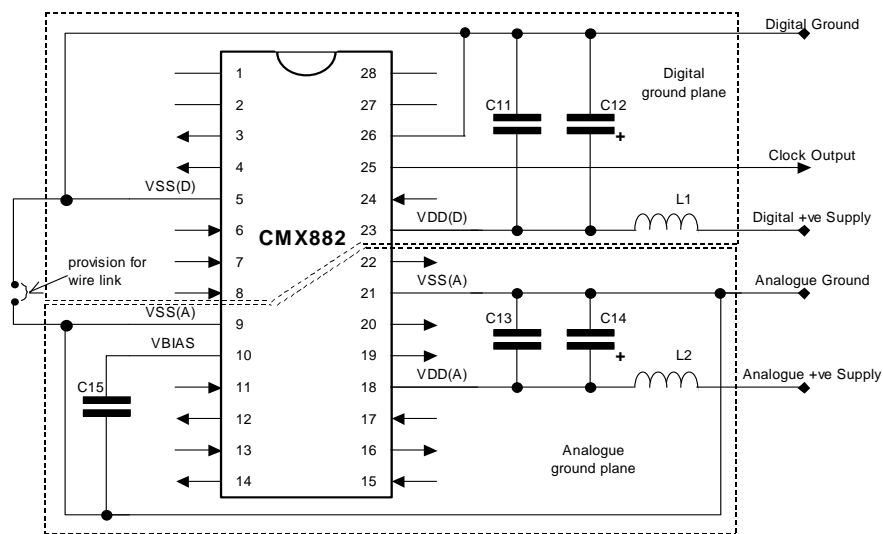 Digital Ground
1
28
Digital
ground plane
2
27
C11
C12
3
26
+
4
25
Clock Output
VSS(D)
5
24
L1
CMX882
VDD(D)
6
23
Digital +ve Supply
provision for
wire link
7
22
VSS(A)
8
21
Analogue Ground
VSS(A)
9
20
C13
C14
VBIAS
10
19
+
L2
C15
11
VDD(A)
18
Analogue +ve Supply
12
17
13
16
Analogue
ground plane
14
15